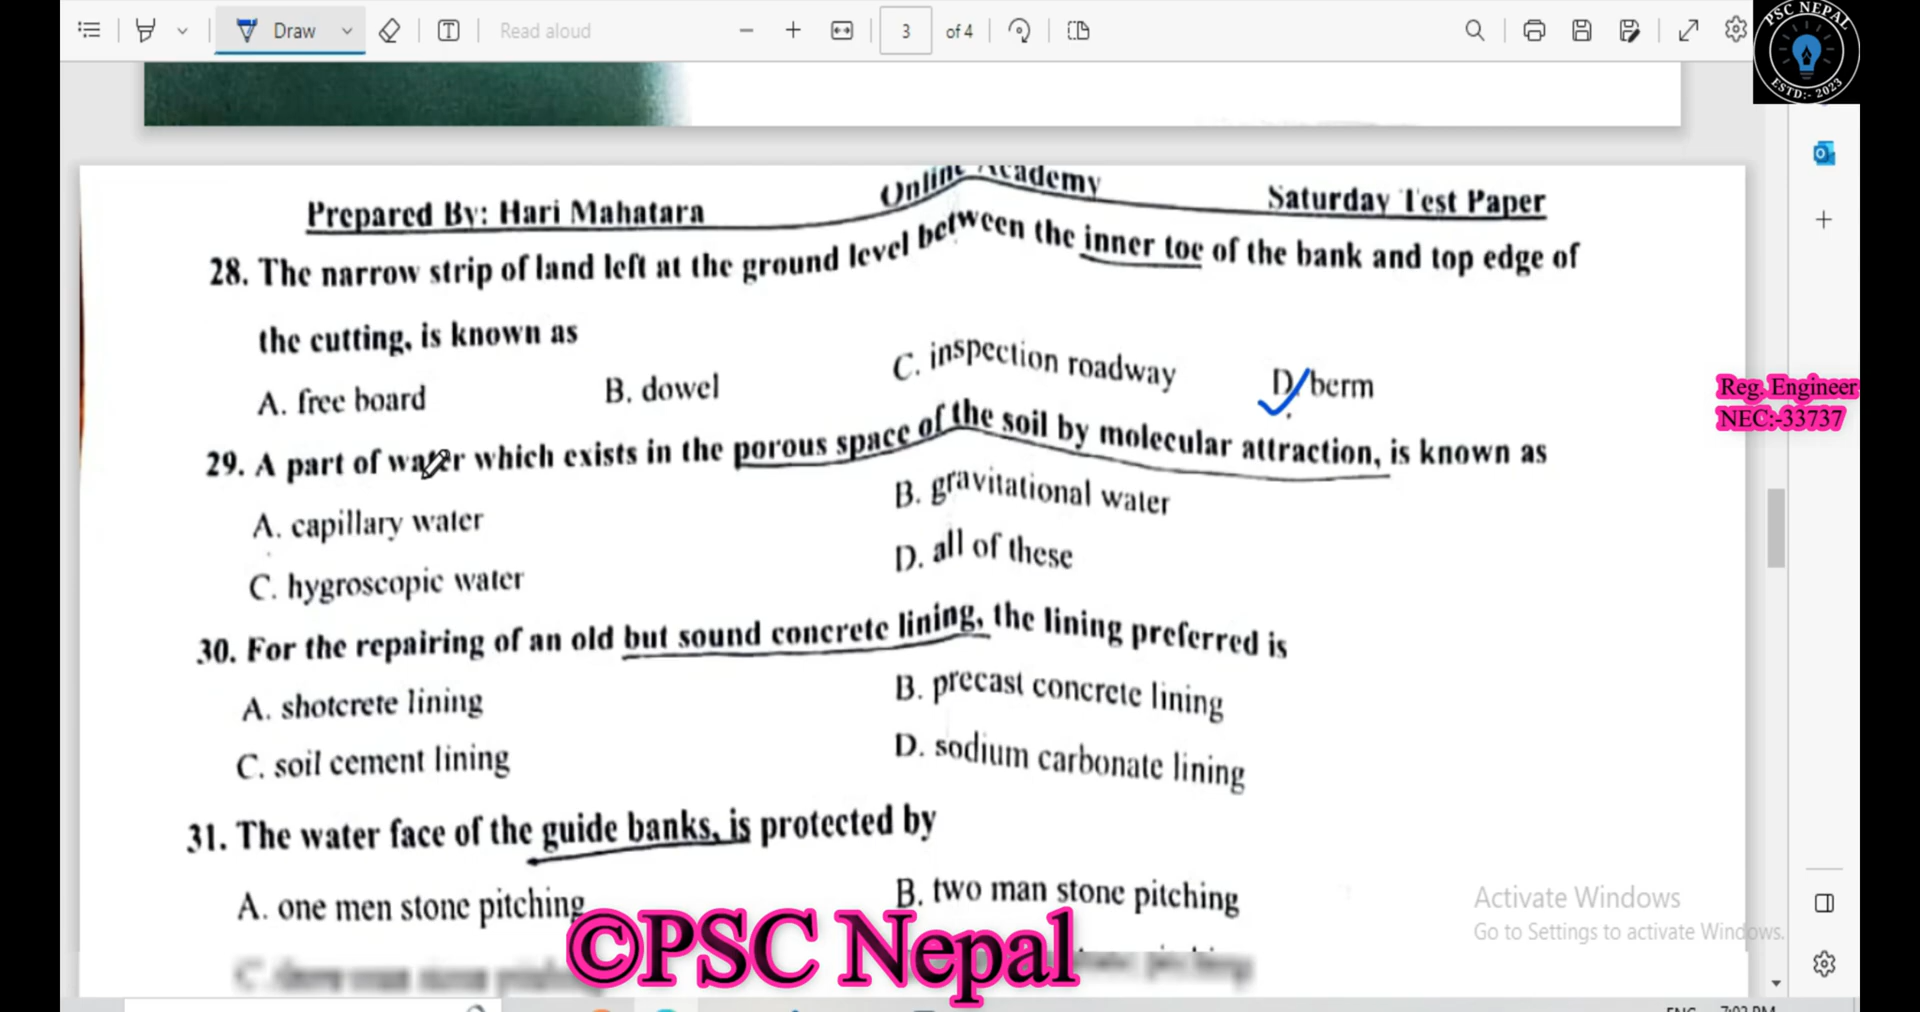 Draw
Read aloud
3 of 4
PSC NEPAL
ESTD:- 2023
Online Academy
Prepared By: Hari Mahatara
Saturday Test Paper
28. The narrow strip of land left at the ground level between the inner toe of the bank and top edge of
the cutting, is known as
A. free board B. dowel C. inspection roadway D. berm
Reg. Engineer
NEC:-33737
29. A part of water which exists in the porous space of the soil by molecular attraction, is known as
A. capillary water B. gravitational water
C. hygroscopic water D. all of these
30. For the repairing of an old but sound concrete lining, the lining preferred is
A. shotcrete lining B. precast concrete lining
C. soil cement lining D. sodium carbonate lining
31. The water face of the guide banks, is protected by
A. one men stone pitching B. two man stone pitching
©PSC Nepal
Activate Windows
Go to Settings to activate Windows.